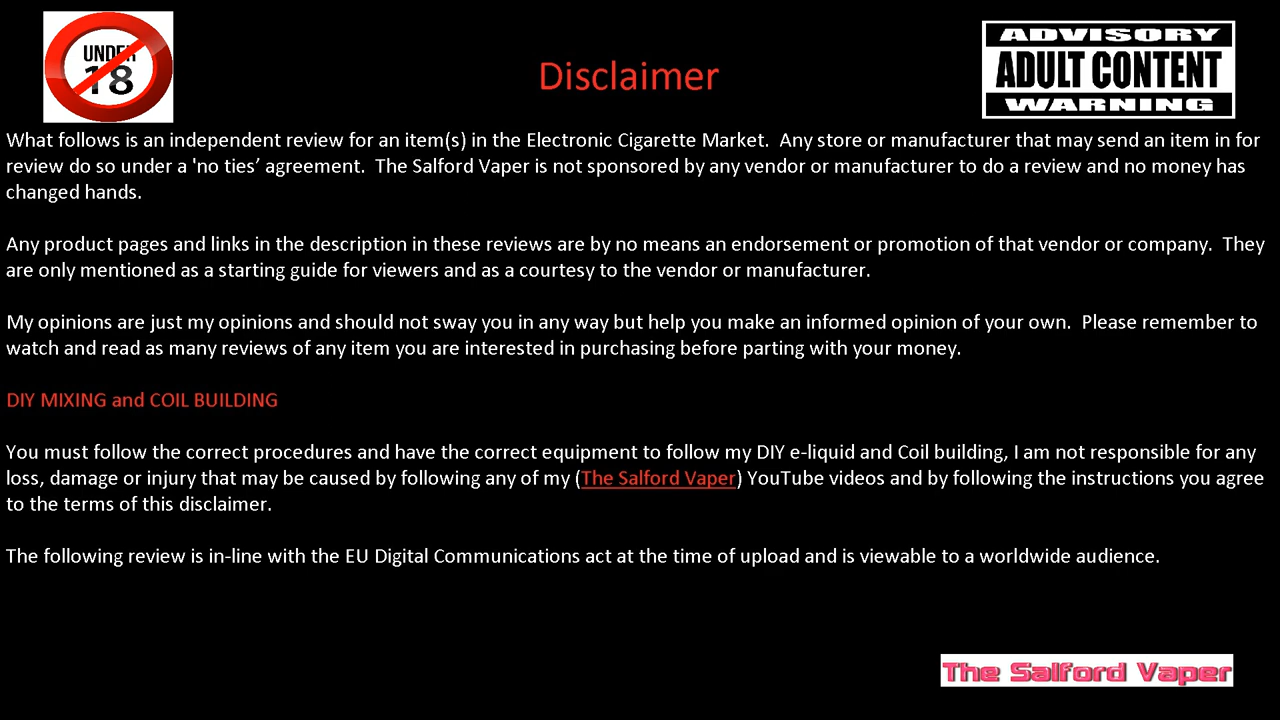 UNDER
18
ADVISORY
ADULT CONTENT
WARNING
Disclaimer
What follows is an independent review for an item(s) in the Electronic Cigarette Market.  Any store or manufacturer that may send an item in for
review do so under a 'no ties’ agreement.  The Salford Vaper is not sponsored by any vendor or manufacturer to do a review and no money has
changed hands.
Any product pages and links in the description in these reviews are by no means an endorsement or promotion of that vendor or company.  They
are only mentioned as a starting guide for viewers and as a courtesy to the vendor or manufacturer.
My opinions are just my opinions and should not sway you in any way but help you make an informed opinion of your own.  Please remember to
watch and read as many reviews of any item you are interested in purchasing before parting with your money.
DIY MIXING and COIL BUILDING
You must follow the correct procedures and have the correct equipment to follow my DIY e-liquid and Coil building, I am not responsible for any
loss, damage or injury that may be caused by following any of my (The Salford Vaper) YouTube videos and by following the instructions you agree
to the terms of this disclaimer.
The following review is in-line with the EU Digital Communications act at the time of upload and is viewable to a worldwide audience.
The Salford Vaper